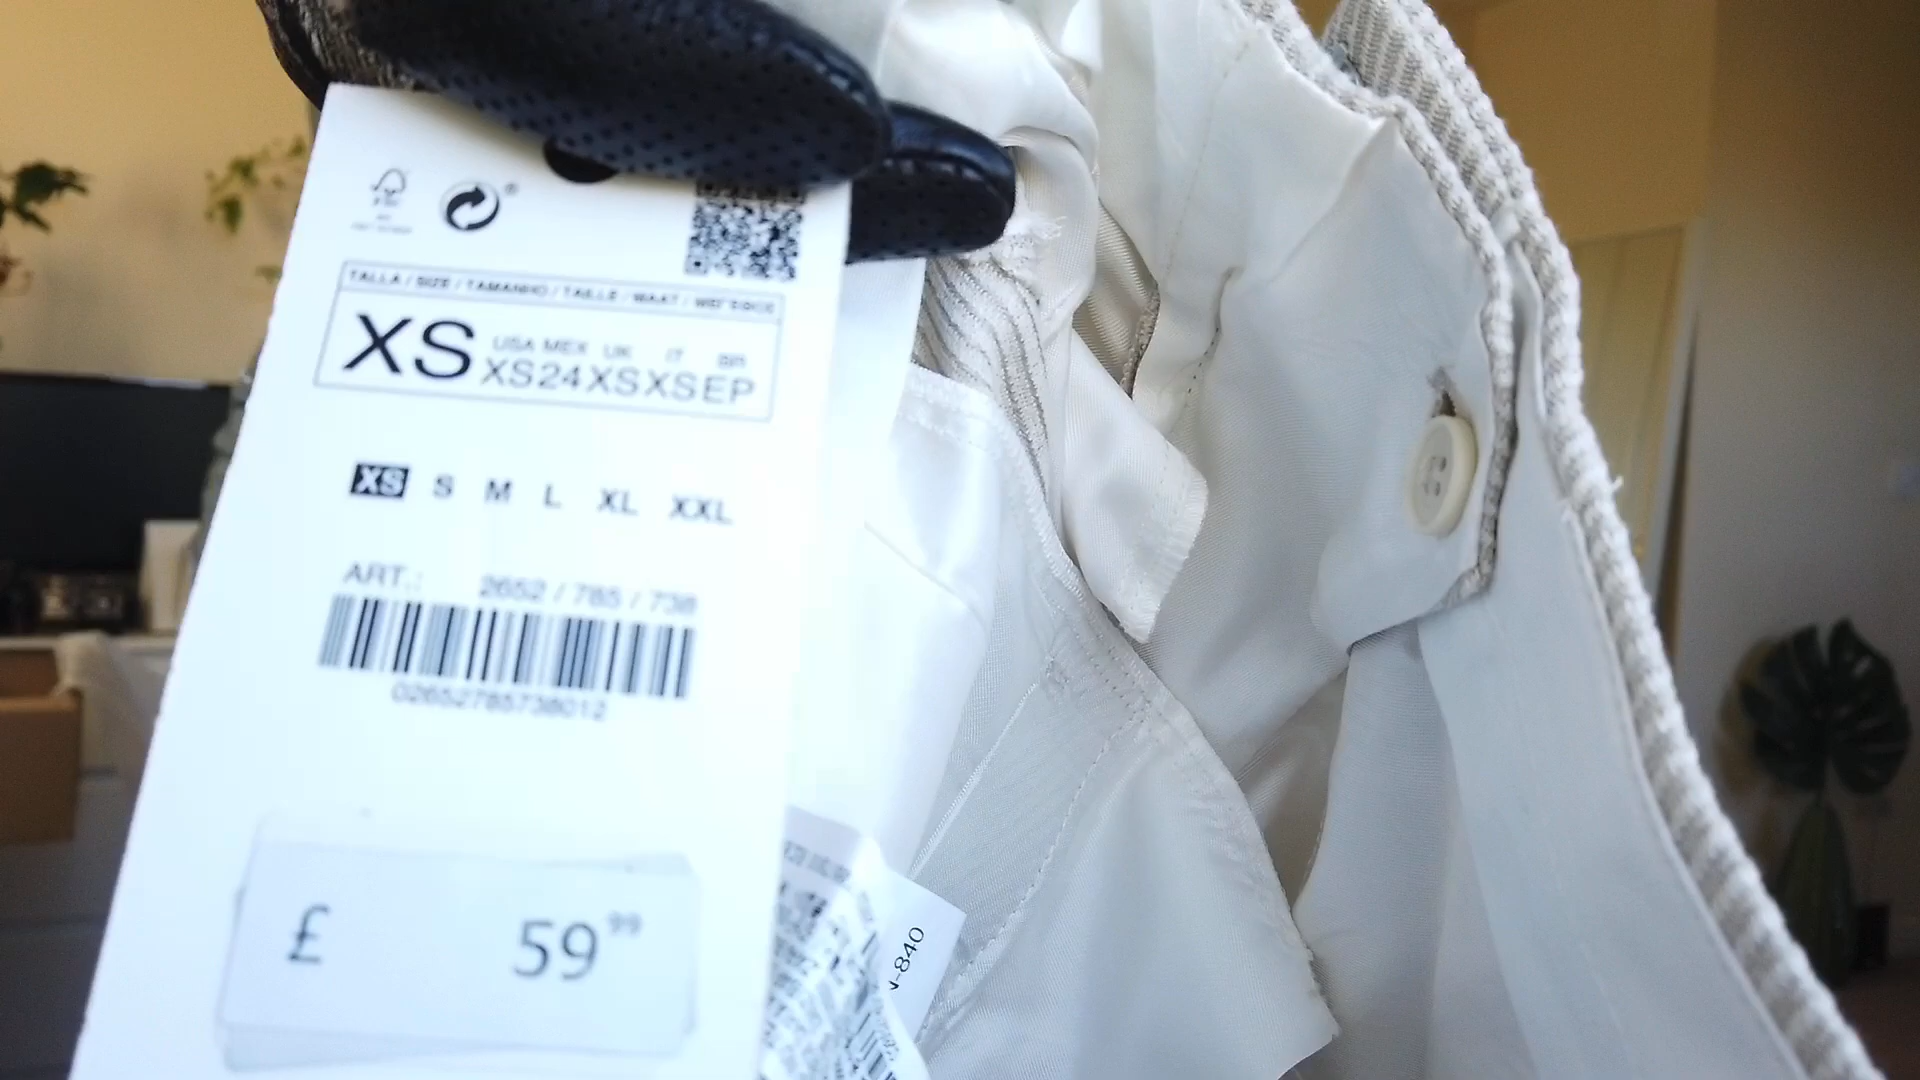 TALLA / SIZE / TAMANHO / TAILLE / MAAT /
XS
USA MEX UK IT BR
XS 24 XS XS EP
XS S M L XL XXL
ART.: 2652 / 785 / 738
02652785738012
£ 59 99
-840